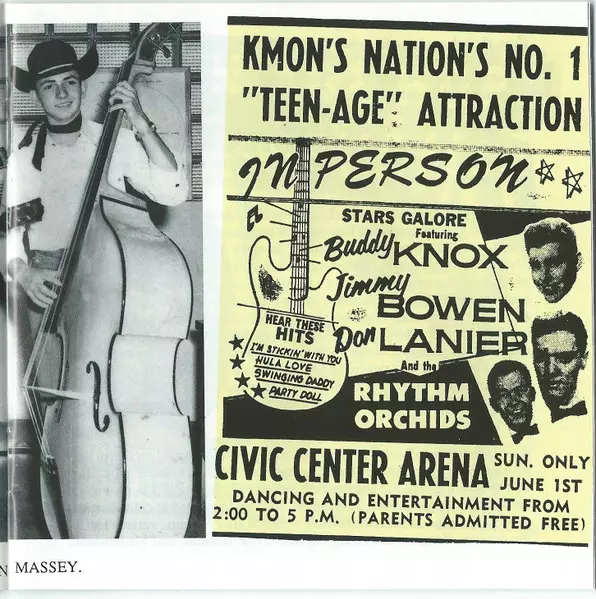 KMON'S NATION'S NO. 1
"TEEN-AGE" ATTRACTION
IN PERSON
STARS GALORE
Featuring
Buddy KNOX
Jimmy BOWEN
Don LANIER
And the
RHYTHM
ORCHIDS
HEAR THESE
HITS
I'M STICKIN' WITH YOU
HULA LOVE
SWINGING DADDY
PARTY DOLL
CIVIC CENTER ARENA
SUN. ONLY
JUNE 1ST
DANCING AND ENTERTAINMENT FROM
2:00 TO 5 P.M. (PARENTS ADMITTED FREE)
N MASSEY.